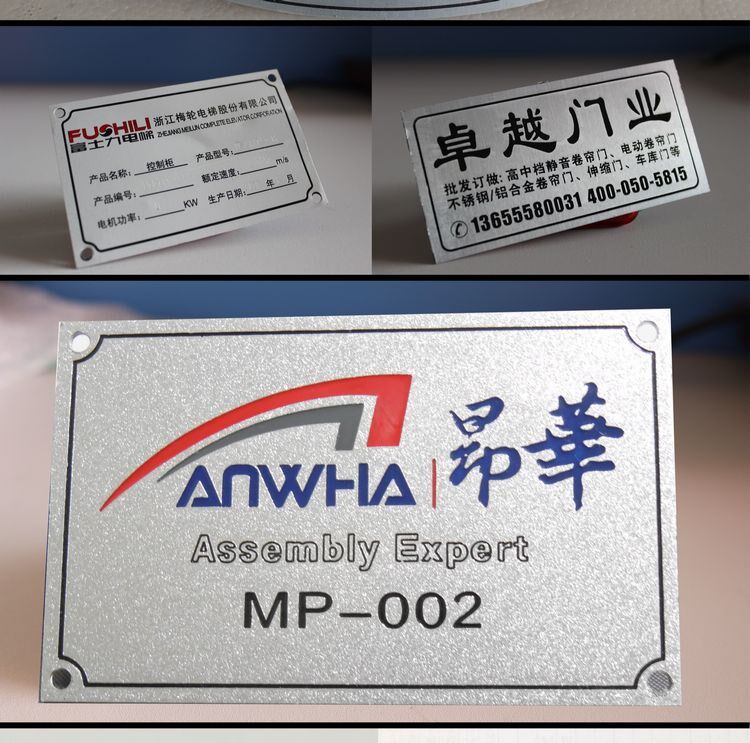 FUSHILI 浙江梅轮电梯股份有限公司
富士力电梯 ZHEJIANG MEILUN COMPLETE ELEVATOR CORPORATION
产品名称: 控制柜 产品型号:
产品编号: 额定速度: m/s
电机功率: KW 生产日期: 年 月
卓越门业
批发订做: 高中档静音卷帘门、电动卷帘门
不锈钢/铝合金卷帘门、伸缩门、车库门等
13655580031 400-050-5815
ANWHA 昂華
Assembly Expert
MP-002